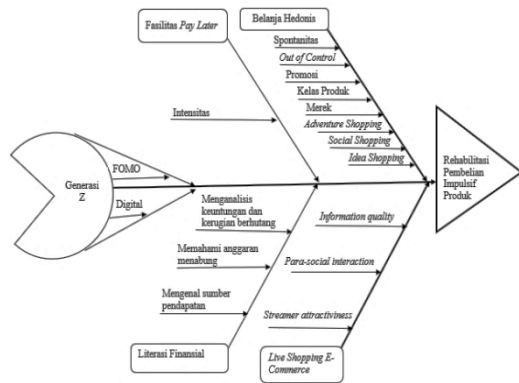 Fasilitas Pay Later
Belanja Hedonis
Spontanitas
Out of Control
Promosi
Kelas Produk
Merek
Adventure Shopping
Social Shopping
Idea Shopping
Intensitas
FOMO
Generasi
Z
Digital
Rehabilitasi
Pembelian
Impulsif
Produk
Menganalisis
keuntungan dan
kerugian berhutang
Memahami anggaran
menabung
Mengenal sumber
pendapatan
Information quality
Para-social interaction
Streamer attractiviness
Literasi Finansial
Live Shopping E-
Commerce